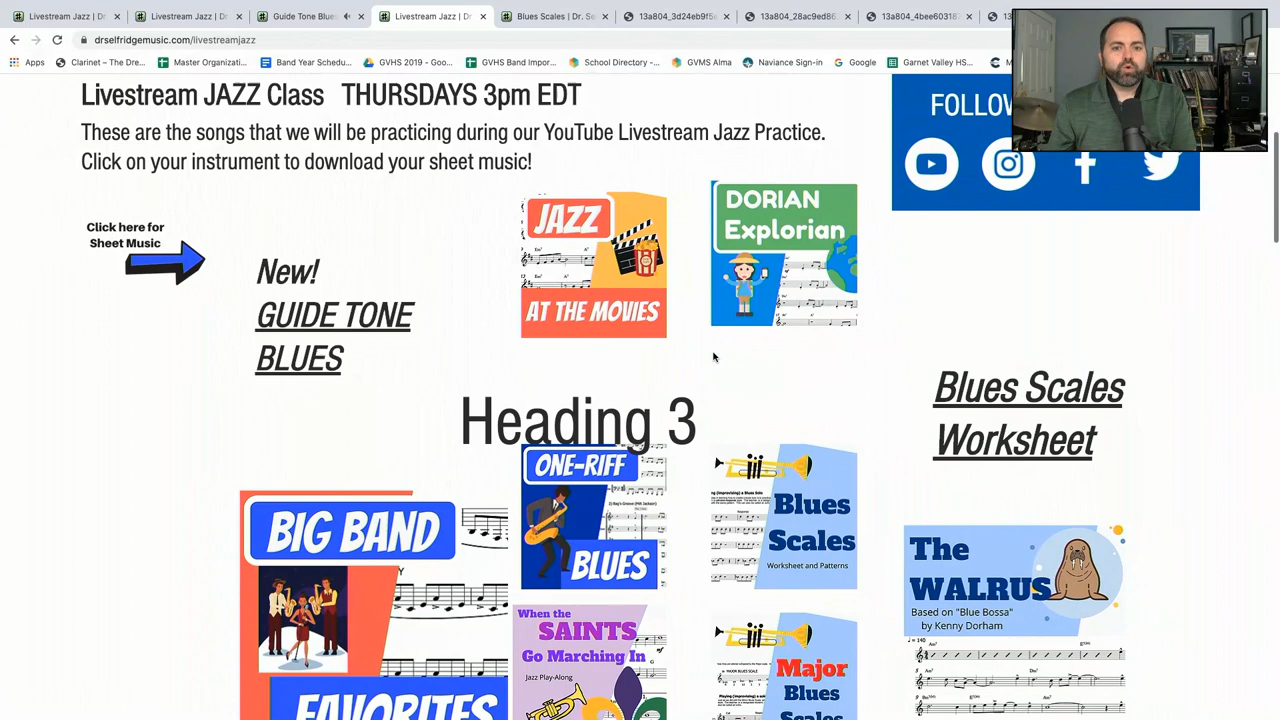 Livestream Jazz | D
Livestream Jazz | Dr.
Guide Tone Blues
Livestream Jazz | Dr.
Blues Scales | Dr. Se
13a804_3d24eb9f5e
13a804_28ac9ed86
13a804_4bee603187
drselfridgemusic.com/livestreamjazz
Apps
Clarinet – The Dre...
Master Organizati...
Band Year Schedu...
GVHS 2019 - Goo...
GVHS Band Impor...
School Directory -...
GVMS Alma
Naviance Sign-in
Google
Garnet Valley HS...
Livestream JAZZ Class THURSDAYS 3pm EDT
These are the songs that we will be practicing during our YouTube Livestream Jazz Practice.
Click on your instrument to download your sheet music!
FOLLOW
Click here for
Sheet Music
New!
GUIDE TONE
BLUES
JAZZ
AT THE MOVIES
DORIAN
Explorian
Heading 3
Blues Scales
Worksheet
BIG BAND
FAVORITES
ONE-RIFF
BLUES
Blues
Scales
Worksheet and Patterns
The
WALRUS
Based on "Blue Bossa"
by Kenny Dorham
When the
SAINTS
Go Marching In
Jazz Play-Along
Major
Blues
Scales